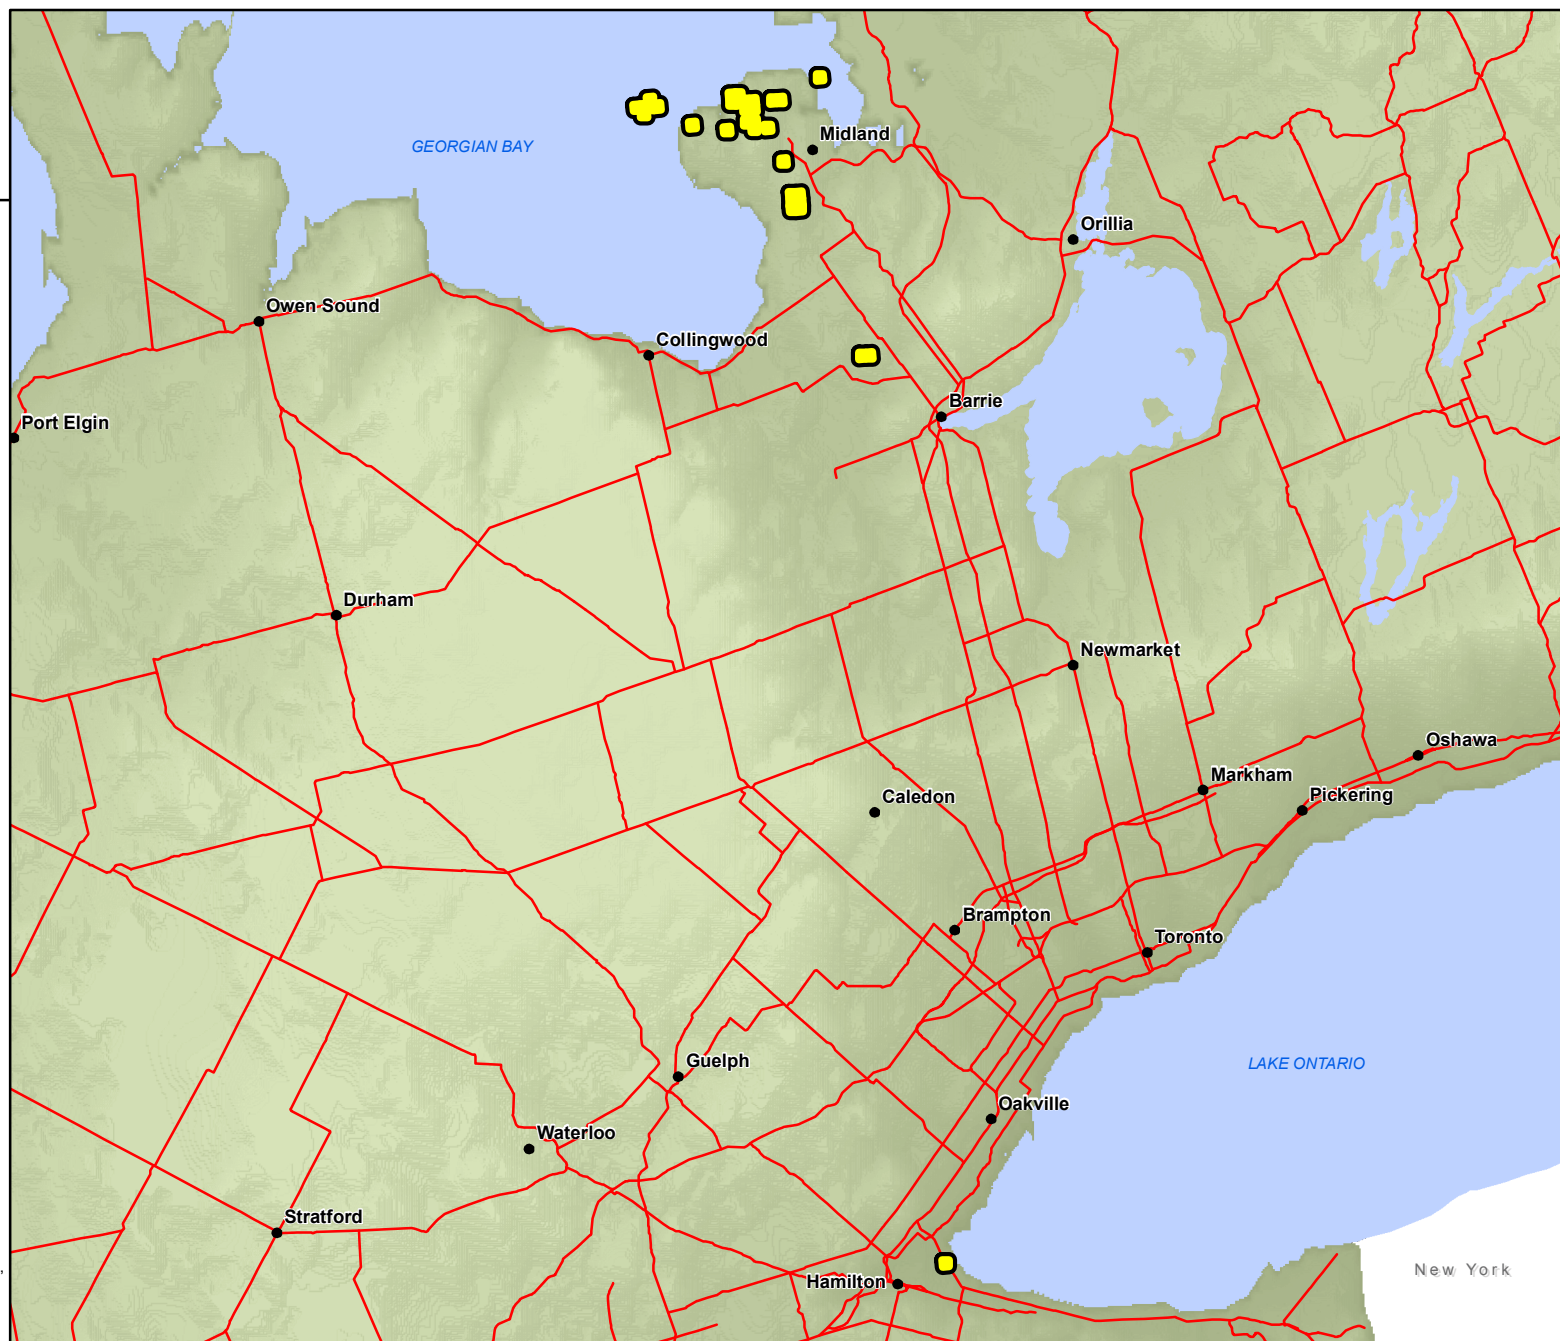 Midland
GEORGIAN BAY
Orillia
Owen Sound
Collingwood
Barrie
Port Elgin
Durham
Newmarket
Oshawa
Markham
Pickering
Caledon
Brampton
Toronto
Guelph
LAKE ONTARIO
Oakville
Waterloo
Stratford
New York
Hamilton